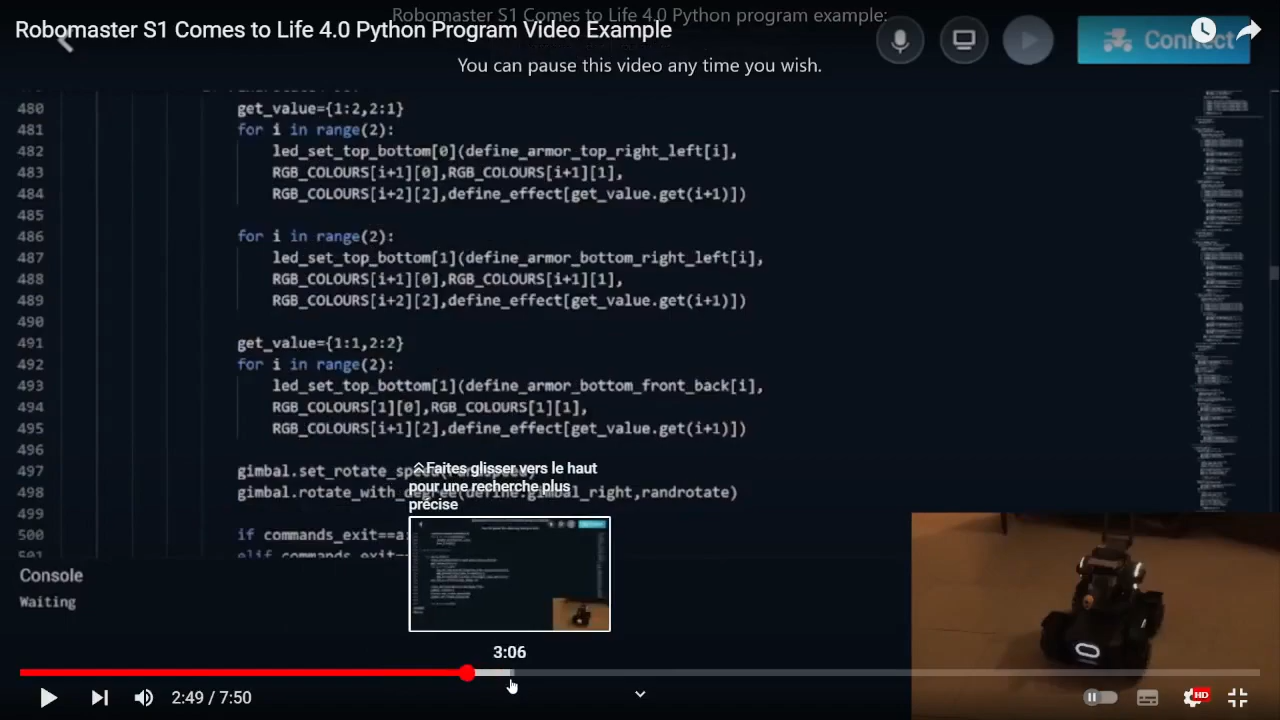 Robomaster S1 Comes to Life 4.0 Python program example:
Robomaster S1 Comes to Life 4.0 Python Program Video Example
You can pause this video any time you wish.
Connect
480 get_value={1:2,2:1}
481 for i in range(2):
482 led_set_top_bottom[0](define_armor_top_right_left[i],
483 RGB_COLOURS[i+1][0],RGB_COLOURS[i+1][1],
484 RGB_COLOURS[i+2][2],define_effect[get_value.get(i+1)])
485
486 for i in range(2):
487 led_set_top_bottom[1](define_armor_bottom_right_left[i],
488 RGB_COLOURS[i+1][0],RGB_COLOURS[i+1][1],
489 RGB_COLOURS[i+2][2],define_effect[get_value.get(i+1)])
490
491 get_value={1:1,2:2}
492 for i in range(2):
493 led_set_top_bottom[1](define_armor_bottom_front_back[i],
494 RGB_COLOURS[1][0],RGB_COLOURS[1][1],
495 RGB_COLOURS[i+1][2],define_effect[get_value.get(i+1)])
496
497 gimbal.set_rotate_sp
Faites glisser vers le haut
pour une recherche plus
précise
498 gimbal.rotate_with_degree(define_gimbal_right,randrotate)
499
500 if commands_exit==a
501 elif commands_exit==
Console
Waiting
3:06
2:49 / 7:50
HD